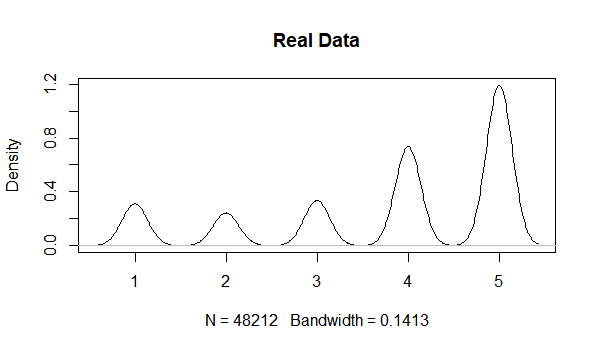 Real Data
Density
1.2
0.8
0.4
0.0
1 2 3 4 5
N = 48212 Bandwidth = 0.1413